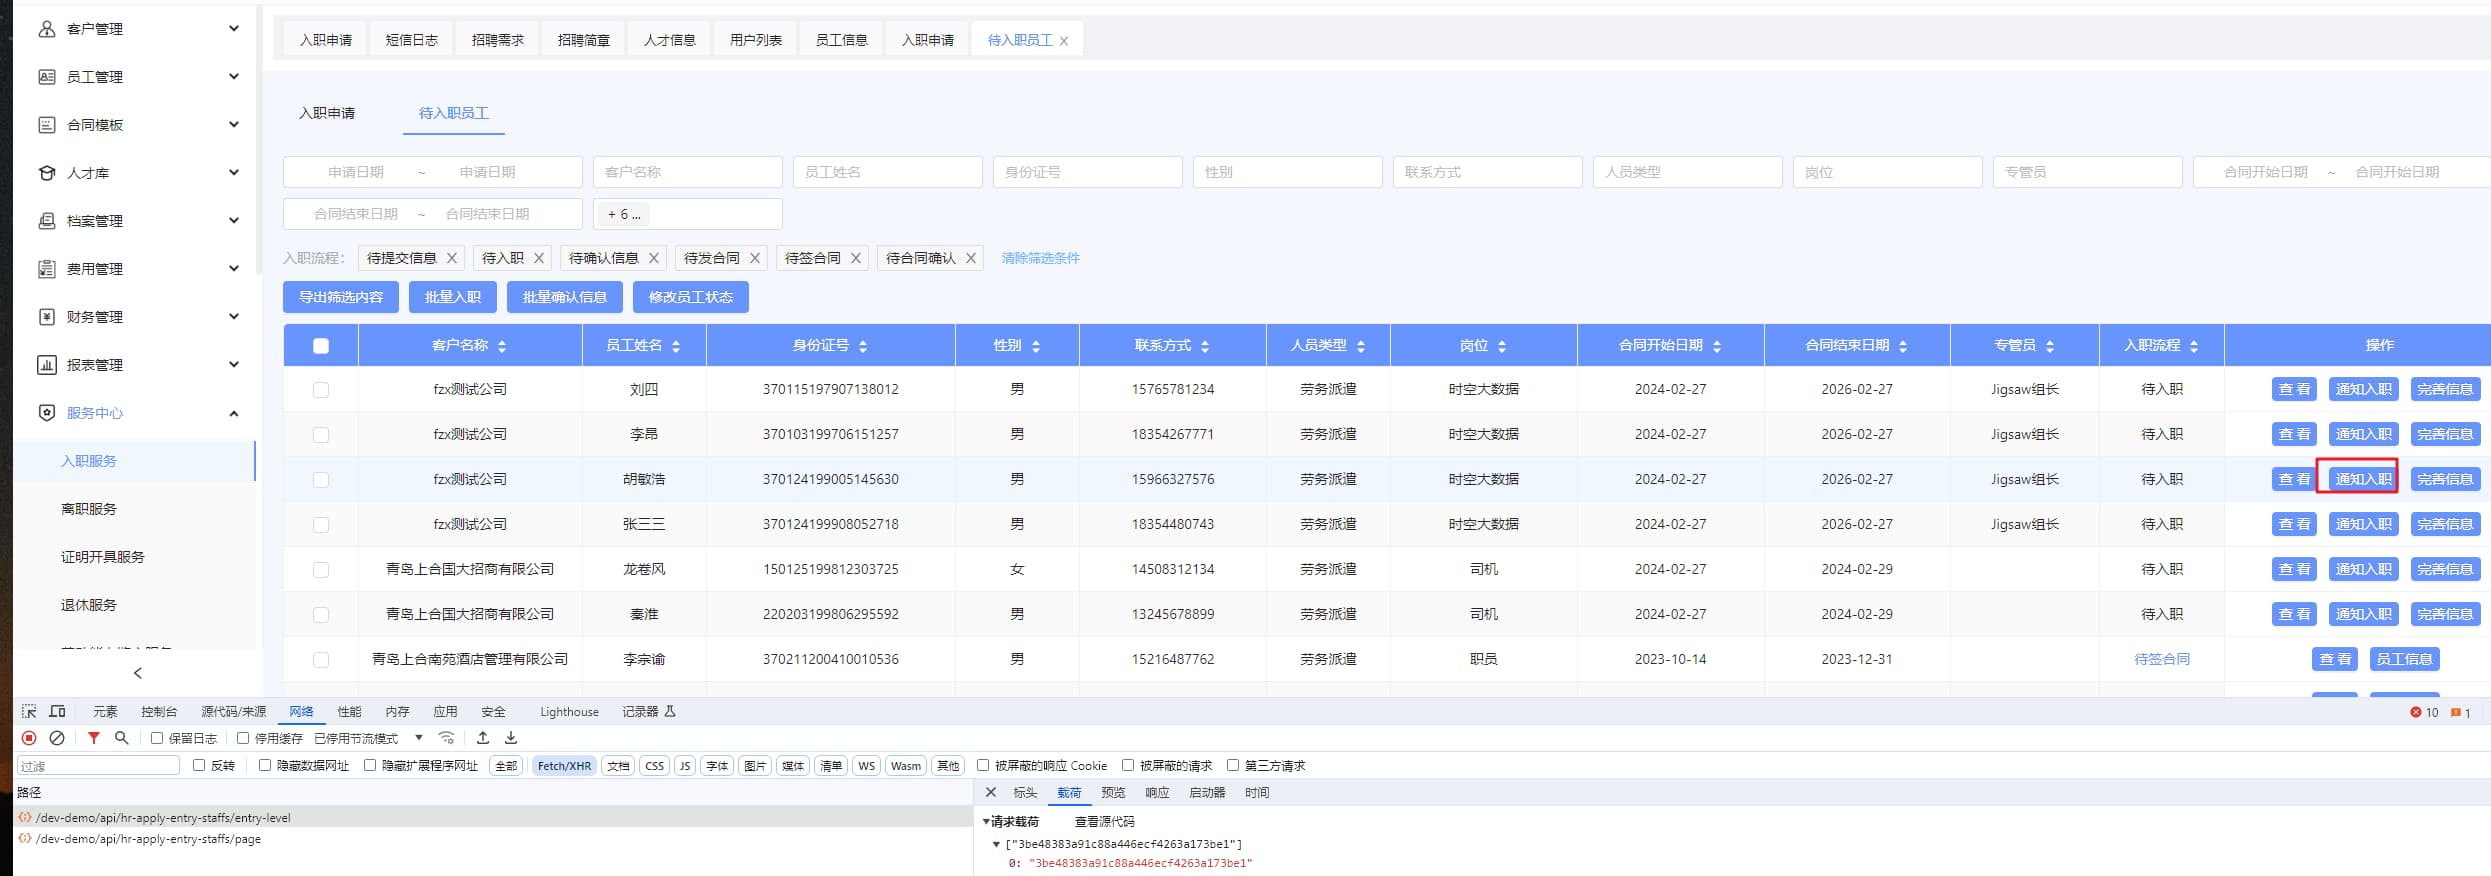 客户管理
员工管理
合同模板
人才库
档案管理
费用管理
财务管理
报表管理
服务中心
入职服务
离职服务
证明开具服务
退休服务
入职申请 短信日志 招聘需求 招聘简章 人才信息 用户列表 员工信息 入职申请 待入职员工
入职申请 待入职员工
申请日期 ~ 申请日期 客户名称 员工姓名 身份证号 性别 联系方式 人员类型 岗位 专管员 合同开始日期 ~ 合同开始日期
合同结束日期 ~ 合同结束日期 + 6 ...
入职流程: 待提交信息 待入职 待确认信息 待发合同 待签合同 待合同确认 清除筛选条件
导出筛选内容 批量入职 批量确认信息 修改员工状态
客户名称 员工姓名 身份证号 性别 联系方式 人员类型 岗位 合同开始日期 合同结束日期 专管员 入职流程 操作
fzx测试公司 刘四 370115197907138012 男 15765781234 劳务派遣 时空大数据 2024-02-27 2026-02-27 Jigsaw组长 待入职 查看 通知入职 完善信息
fzx测试公司 李昂 370103199706151257 男 18354267771 劳务派遣 时空大数据 2024-02-27 2026-02-27 Jigsaw组长 待入职 查看 通知入职 完善信息
fzx测试公司 胡敏浩 370124199005145630 男 15966327576 劳务派遣 时空大数据 2024-02-27 2026-02-27 Jigsaw组长 待入职 查看 通知入职 完善信息
fzx测试公司 张三三 370124199908052718 男 18354480743 劳务派遣 时空大数据 2024-02-27 2026-02-27 Jigsaw组长 待入职 查看 通知入职 完善信息
青岛上合国大招商有限公司 龙卷风 150125199812303725 女 14508312134 劳务派遣 司机 2024-02-27 2024-02-29 待入职 查看 通知入职 完善信息
青岛上合国大招商有限公司 秦淮 220203199806295592 男 13245678899 劳务派遣 司机 2024-02-27 2024-02-29 待入职 查看 通知入职 完善信息
青岛上合南苑酒店管理有限公司 李宗谕 370211200410010536 男 15216487762 劳务派遣 职员 2023-10-14 2023-12-31 待签合同 查看 员工信息
元素 控制台 源代码/来源 网络 性能 内存 应用 安全 Lighthouse 记录器 10 1
保留日志 停用缓存 已停用节流模式
过滤 反转 隐藏数据网址 隐藏扩展程序网址 全部 Fetch/XHR 文档 CSS JS 字体 图片 媒体 清单 WS Wasm 其他 被屏蔽的响应 Cookie 被屏蔽的请求 第三方请求
路径
/dev-demo/api/hr-apply-entry-staffs/entry-level
/dev-demo/api/hr-apply-entry-staffs/page
标头 载荷 预览 响应 启动器 时间
请求载荷 查看源代码
["3be48383a91c88a446ecf4263a173be1"]
0: "3be48383a91c88a446ecf4263a173be1"